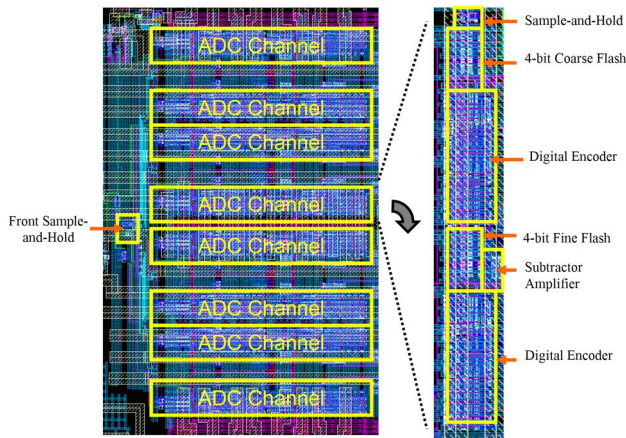 ADC Channel
ADC Channel
ADC Channel
ADC Channel
ADC Channel
ADC Channel
ADC Channel
ADC Channel
Front Sample-
and-Hold
Sample-and-Hold
4-bit Coarse Flash
Digital Encoder
4-bit Fine Flash
Subtractor
Amplifier
Digital Encoder